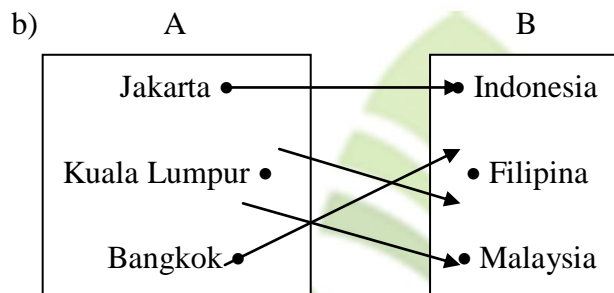 b) A B
Jakarta Indonesia
Kuala Lumpur Filipina
Bangkok Malaysia